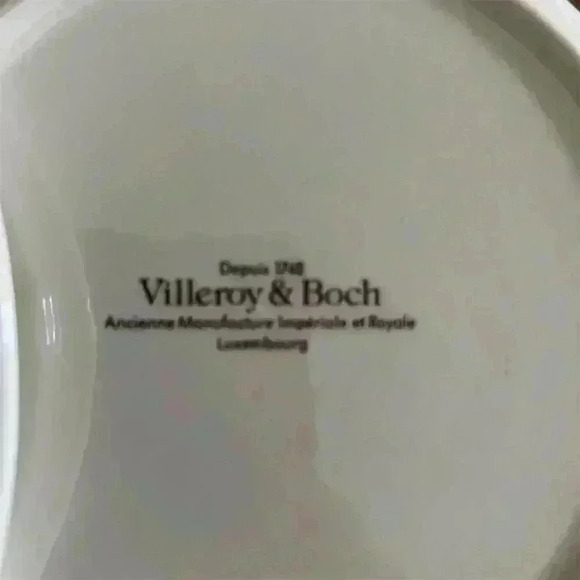 Depuis 1748
Villeroy & Boch
Ancienne Manufacture Impériale et Royale
Luxembourg